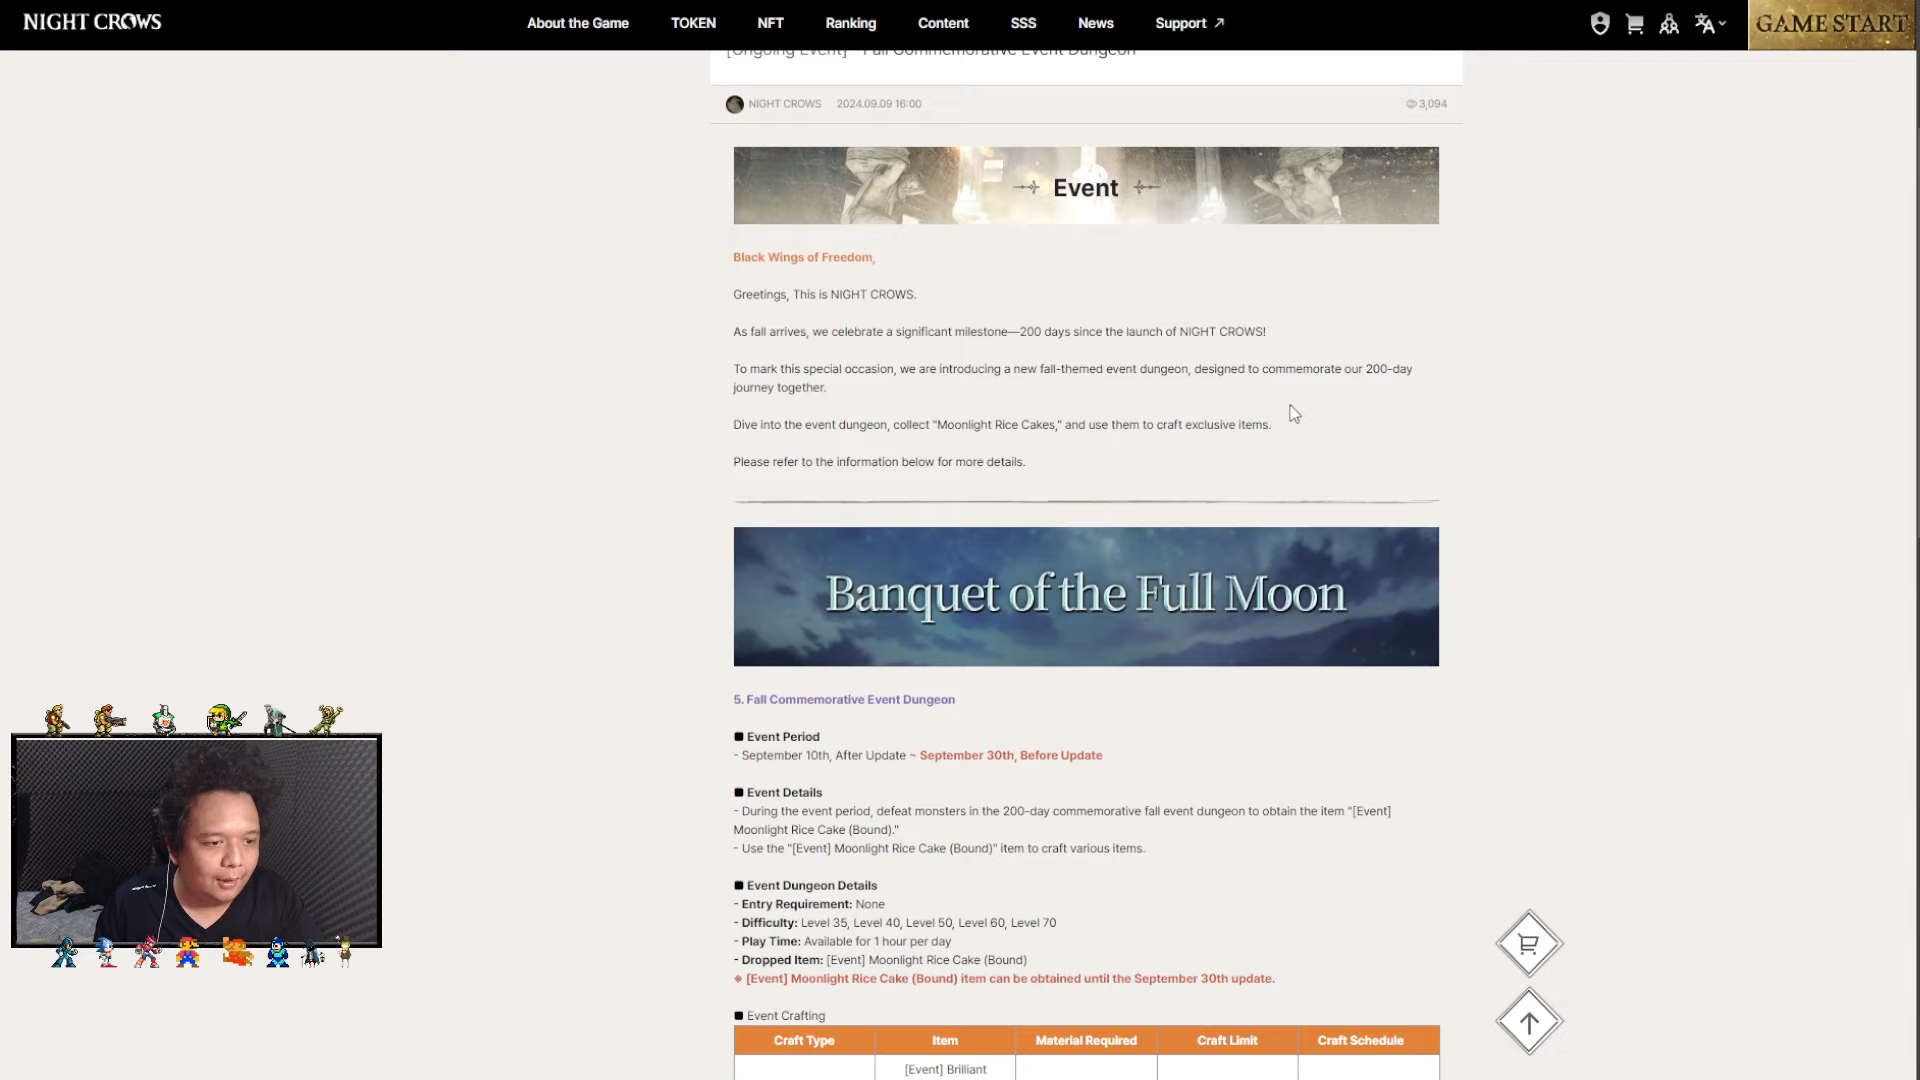 NIGHT CROWS
About the Game
TOKEN
NFT
Ranking
Content
SSS
News
Support
GAME START
[Ongoing Event] - Fall Commemorative Event Dungeon
NIGHT CROWS 2024.09.09 16:00
3,094
Event
Black Wings of Freedom,
Greetings, This is NIGHT CROWS.
As fall arrives, we celebrate a significant milestone—200 days since the launch of NIGHT CROWS!
To mark this special occasion, we are introducing a new fall-themed event dungeon, designed to commemorate our 200-day
journey together.
Dive into the event dungeon, collect "Moonlight Rice Cakes," and use them to craft exclusive items.
Please refer to the information below for more details.
Banquet of the Full Moon
5. Fall Commemorative Event Dungeon
■ Event Period
- September 10th, After Update ~ September 30th, Before Update
■ Event Details
- During the event period, defeat monsters in the 200-day commemorative fall event dungeon to obtain the item "[Event]
Moonlight Rice Cake (Bound)."
- Use the "[Event] Moonlight Rice Cake (Bound)" item to craft various items.
■ Event Dungeon Details
- Entry Requirement: None
- Difficulty: Level 35, Level 40, Level 50, Level 60, Level 70
- Play Time: Available for 1 hour per day
- Dropped Item: [Event] Moonlight Rice Cake (Bound)
※ [Event] Moonlight Rice Cake (Bound) item can be obtained until the September 30th update.
■ Event Crafting
Craft Type
Item
Material Required
Craft Limit
Craft Schedule
[Event] Brilliant